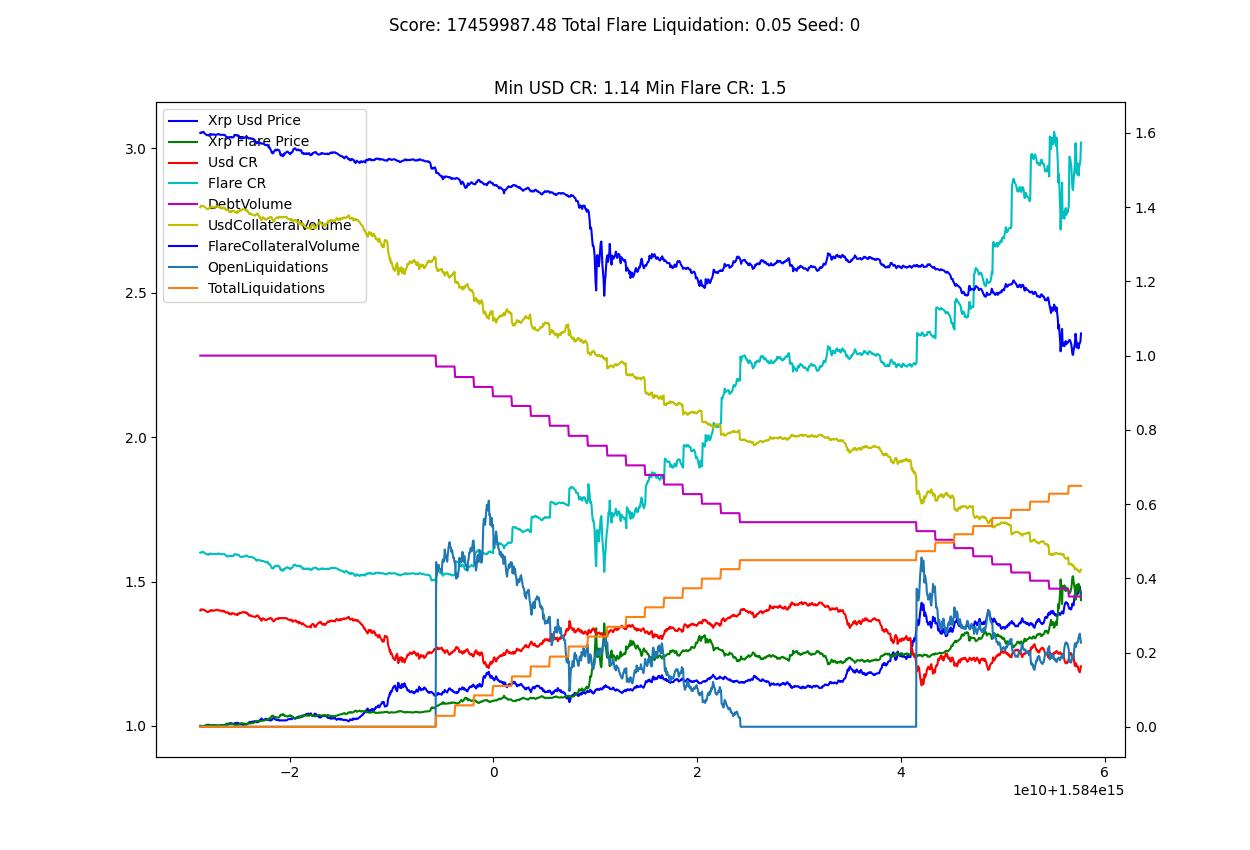 Score: 17459987.48 Total Flare Liquidation: 0.05 Seed: 0
Min USD CR: 1.14 Min Flare CR: 1.5
Xrp Usd Price
Xrp Flare Price
Usd CR
Flare CR
DebtVolume
UsdCollateralVolume
FlareCollateralVolume
OpenLiquidations
TotalLiquidations
3.0
2.5
2.0
1.5
1.0
1.6
1.4
1.2
1.0
0.8
0.6
0.4
0.2
0.0
−2
0
2
4
6
1e10+1.584e15